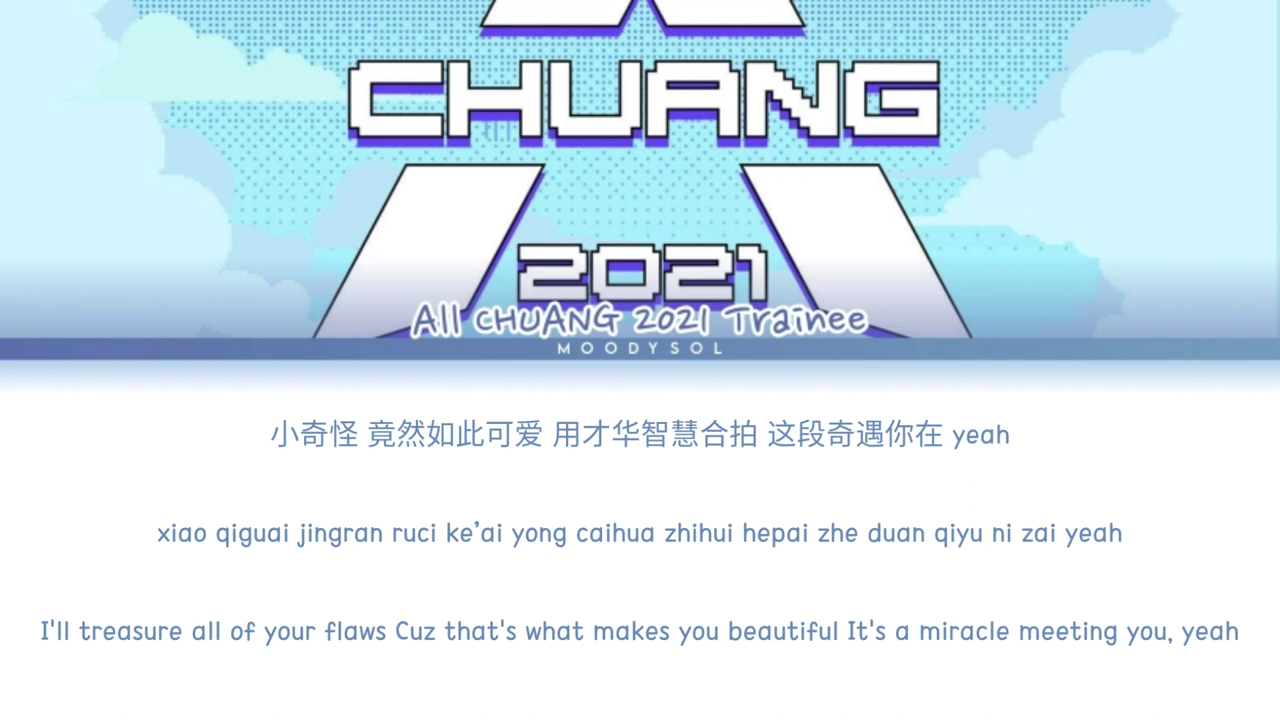 CHUANG
2021
All CHUANG 2021 Trainee
MOODYSOL
小奇怪 竟然如此可爱 用才华智慧合拍 这段奇遇你在 yeah
xiao qiguai jingran ruci ke’ai yong caihua zhihui hepai zhe duan qiyu ni zai yeah
I'll treasure all of your flaws Cuz that's what makes you beautiful It's a miracle meeting you, yeah